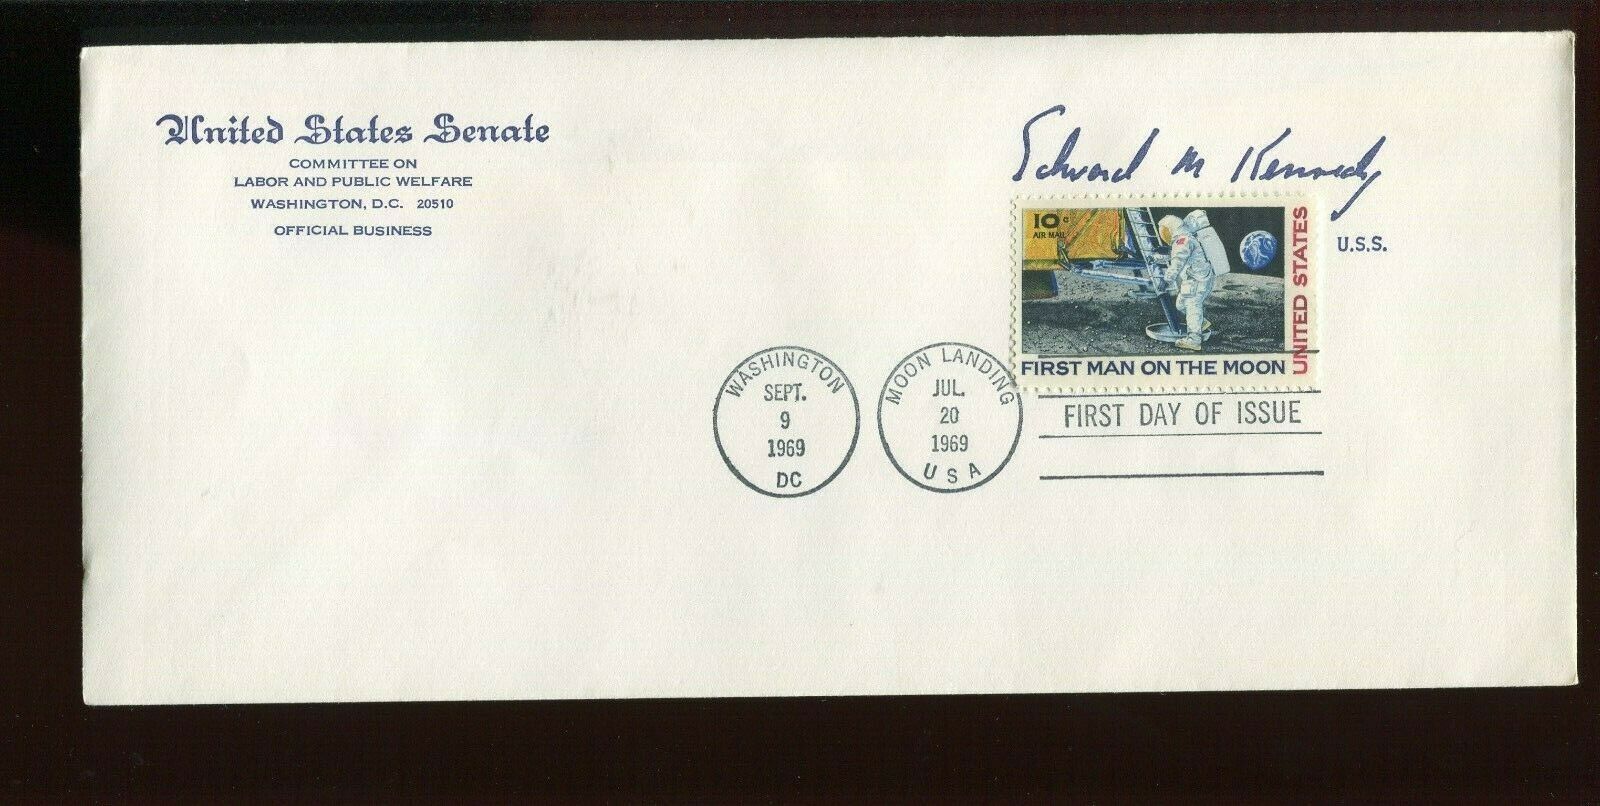 United States Senate
COMMITTEE ON
LABOR AND PUBLIC WELFARE
WASHINGTON, D.C. 20510
OFFICIAL BUSINESS
Edward M Kennedy
U.S.S.
10c
AIR MAIL
UNITED STATES
FIRST MAN ON THE MOON
WASHINGTON
SEPT.
9
1969
DC
MOON LANDING
JUL.
20
1969
USA
FIRST DAY OF ISSUE